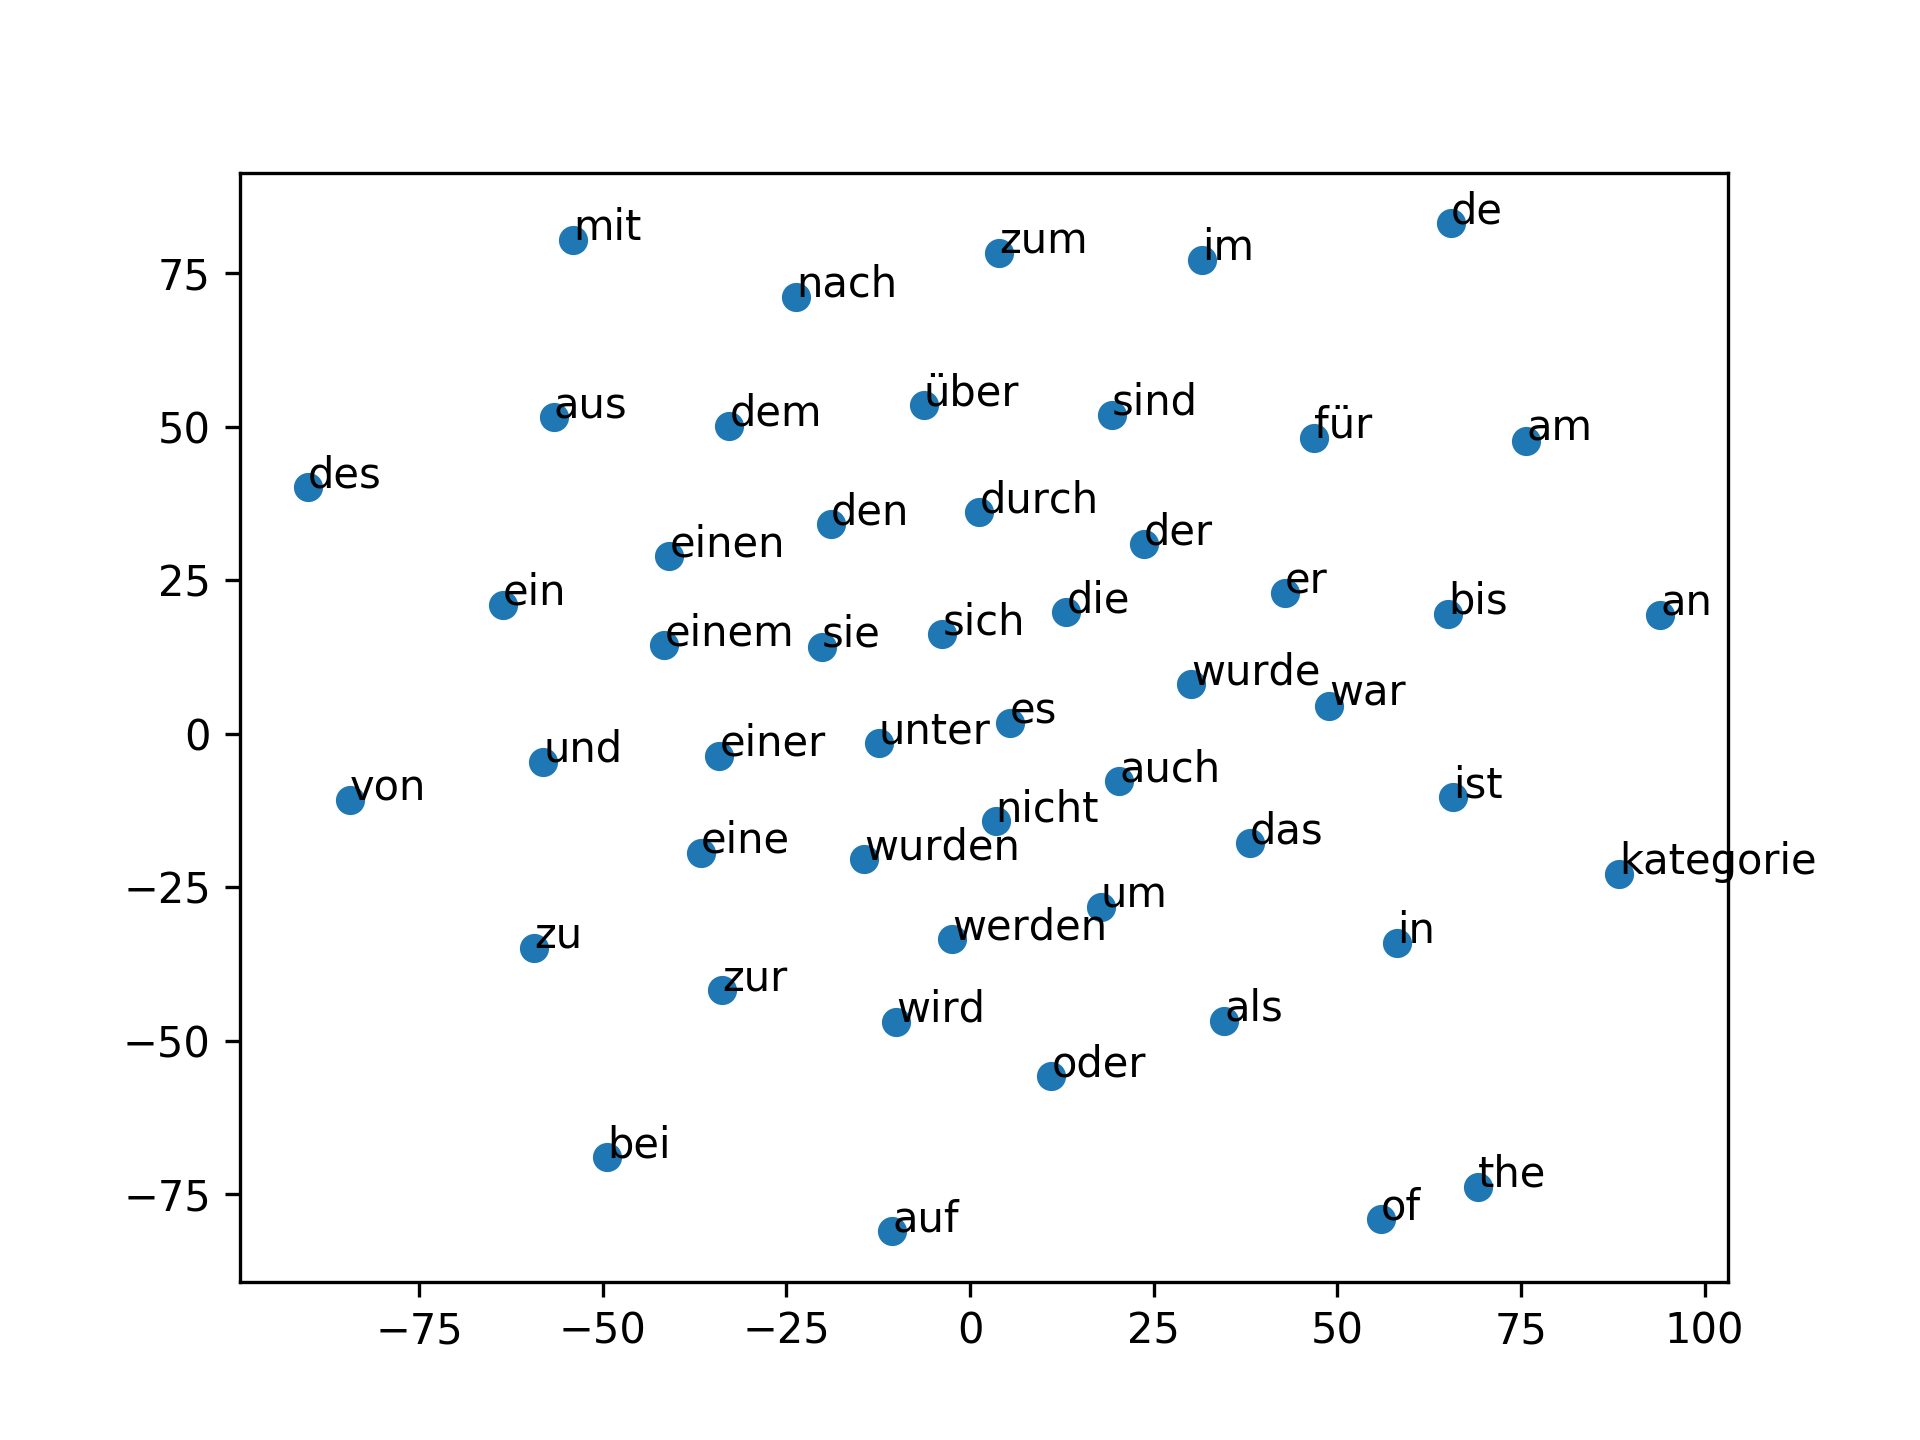 de
mit
zum
im
nach
75
über
sind
aus
dem
für
am
50
des
durch
den
der
einen
er
25
ein
die
bis
an
sich
einem
sie
wurde
war
es
0
unter
einer
und
auch
ist
von
nicht
das
eine
wurden
kategorie
−25
um
werden
in
zu
zur
wird
als
−50
oder
bei
the
−75
of
auf
−75 −50 −25 0 25 50 75 100